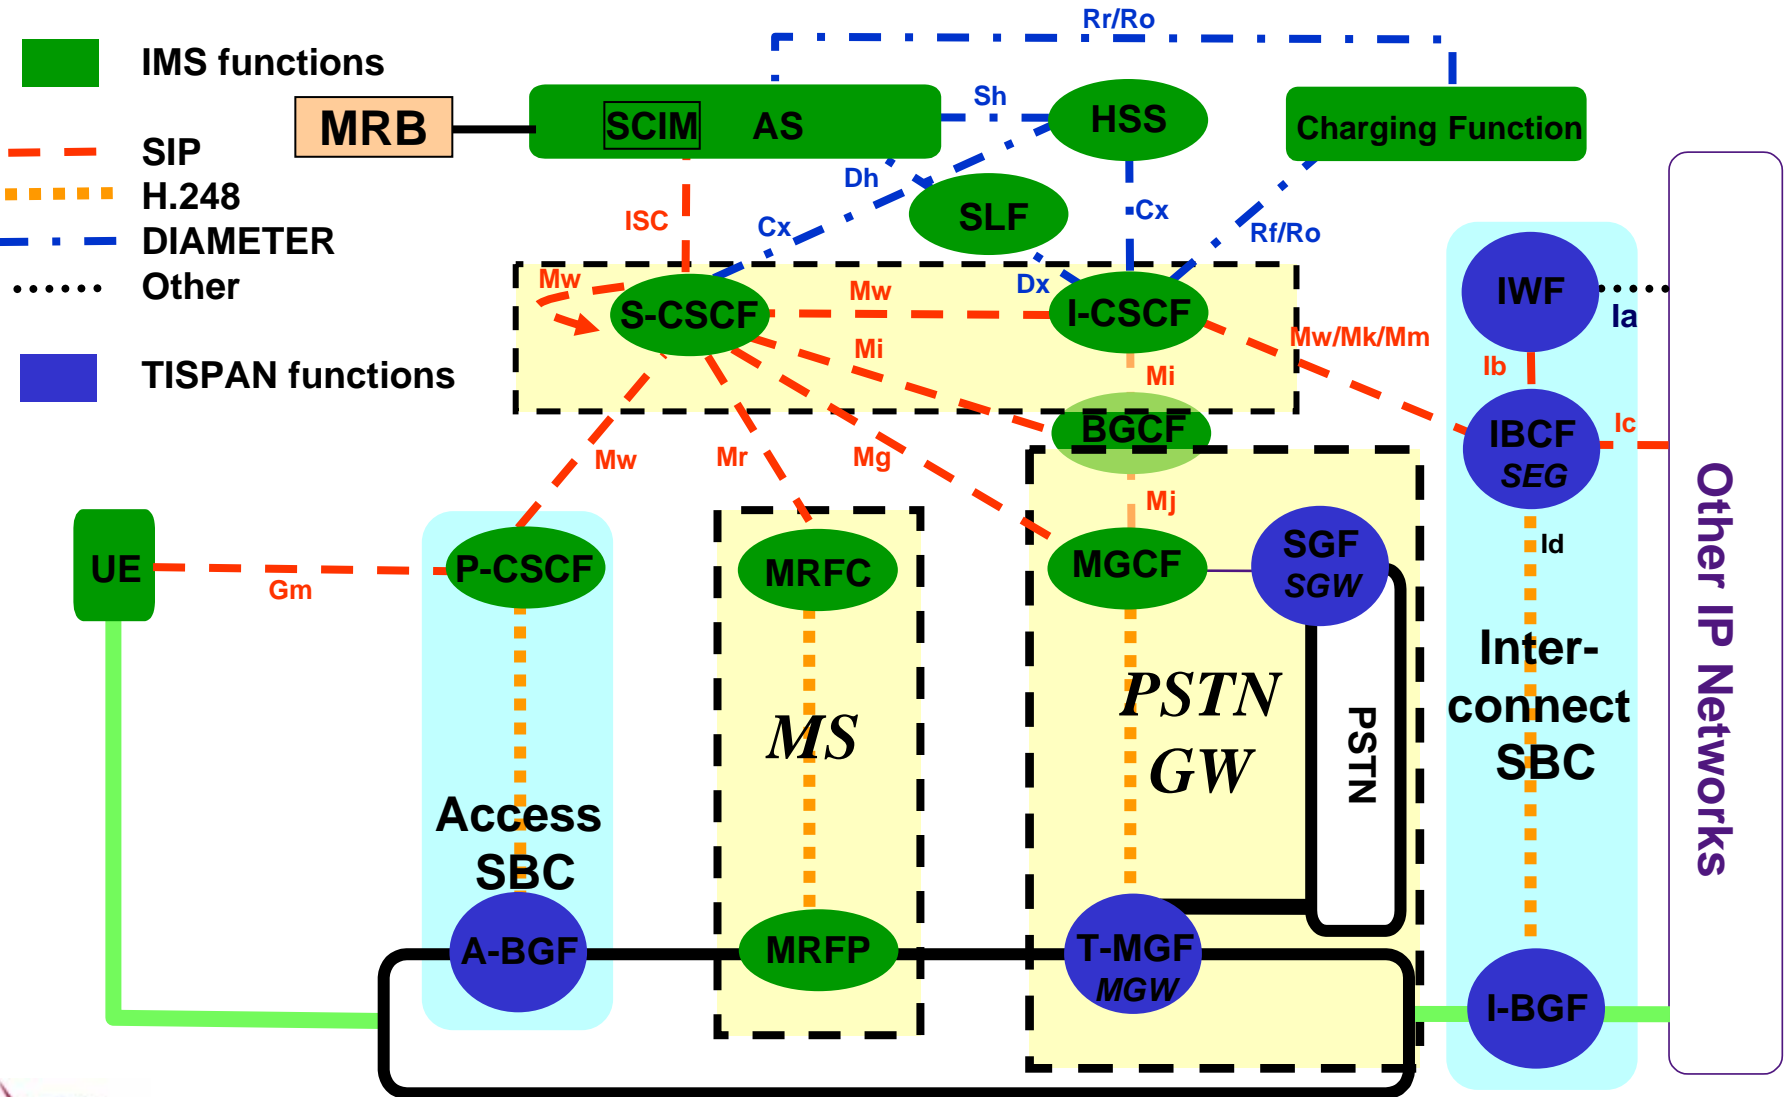 Rr/Ro
IMS functions
MRB
SCIM AS
Sh
HSS
Charging Function
SIP
H.248
DIAMETER
Other
TISPAN functions
Dh
SLF
ISC
Cx
Cx
Rf/Ro
Mw
S-CSCF
Mw
Dx
I-CSCF
Mi
Mi
Mw/Mk/Mm
IWF
Ia
Ib
BGCF
IBCF
SEG
Ic
Mw
Mr
Mg
Mj
Id
UE
Gm
P-CSCF
MRFC
MGCF
SGF
SGW
Access
SBC
MS
PSTN
GW
PSTN
Inter-
connect
SBC
Other IP Networks
A-BGF
MRFP
T-MGF
MGW
I-BGF